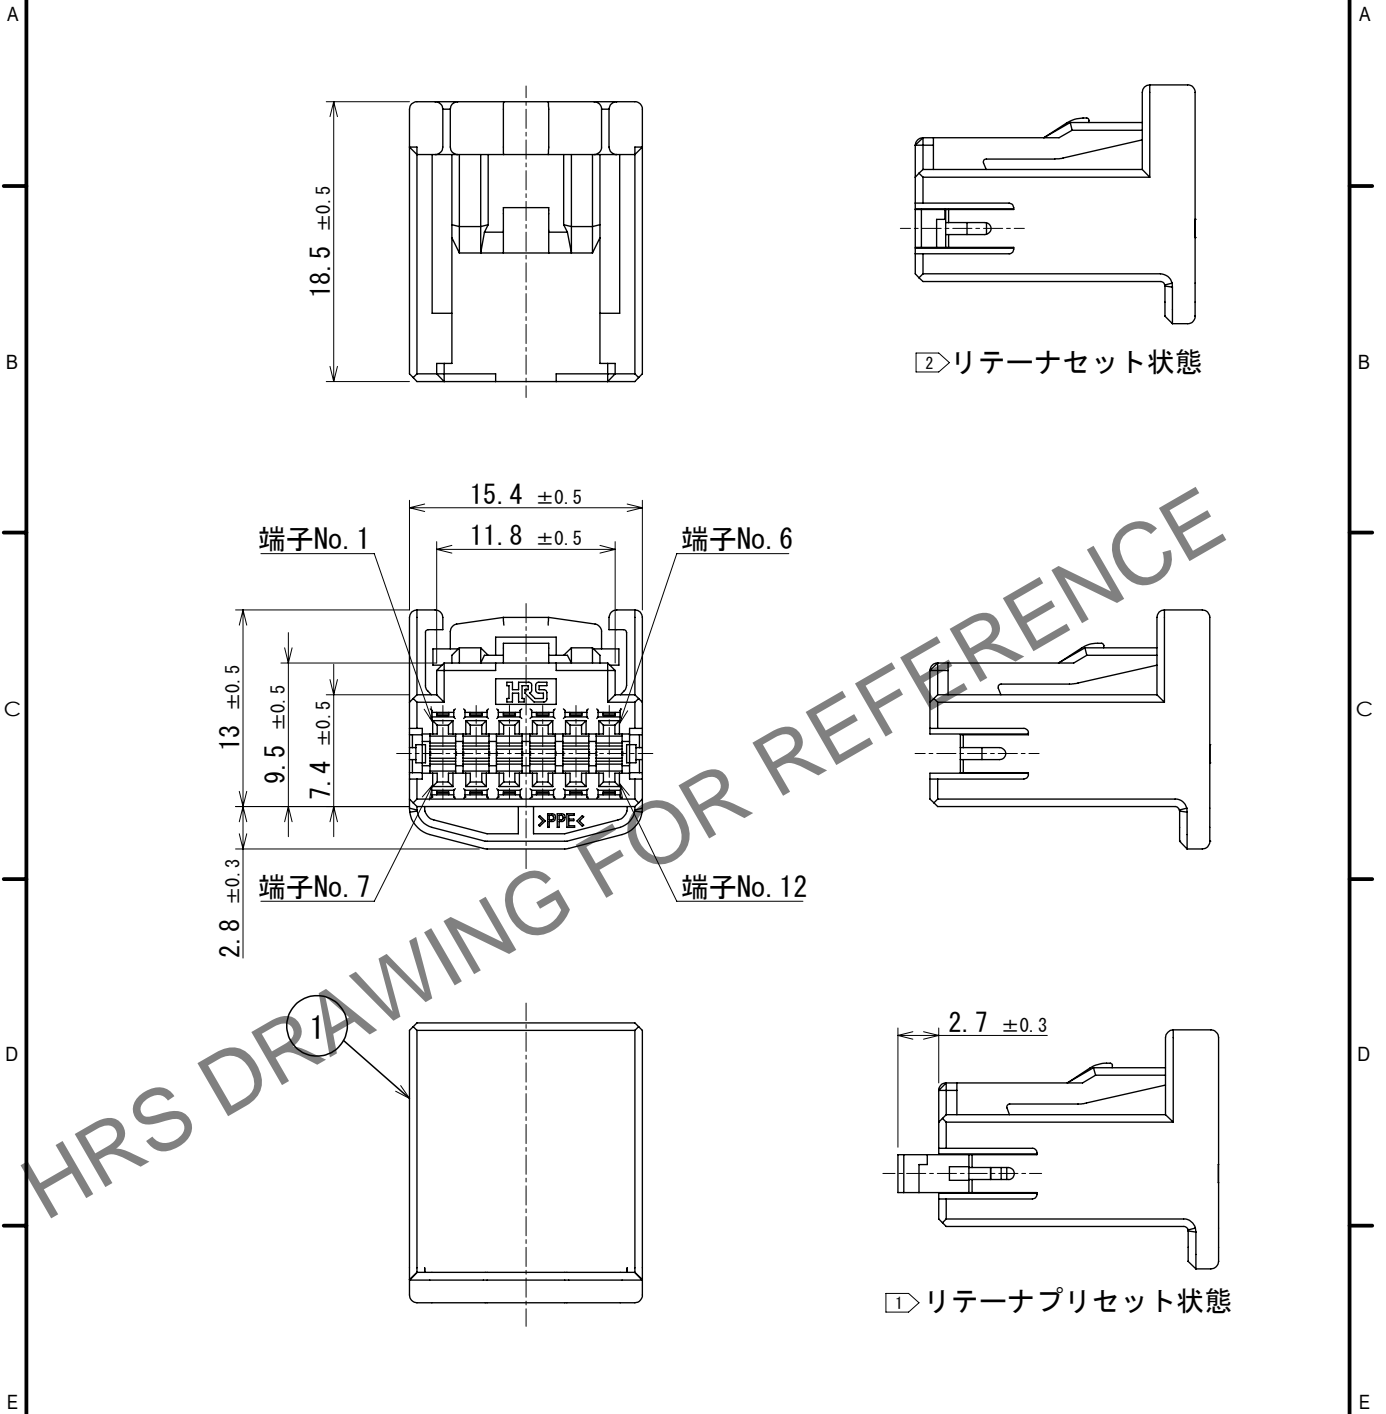 A
A
18.5 ±0.5
B
2 リテーナセット状態
B
15.4 ±0.5
端子No.1
11.8 ±0.5
端子No.6
13 ±0.5
9.5 ±0.5
7.4 ±0.5
HRS
C
C
>PPE<
2.8 ±0.3
端子No.7
端子No.12
HRS DRAWING FOR REFERENCE
1
2.7 ±0.3
D
D
1 リテーナプリセット状態
E
E